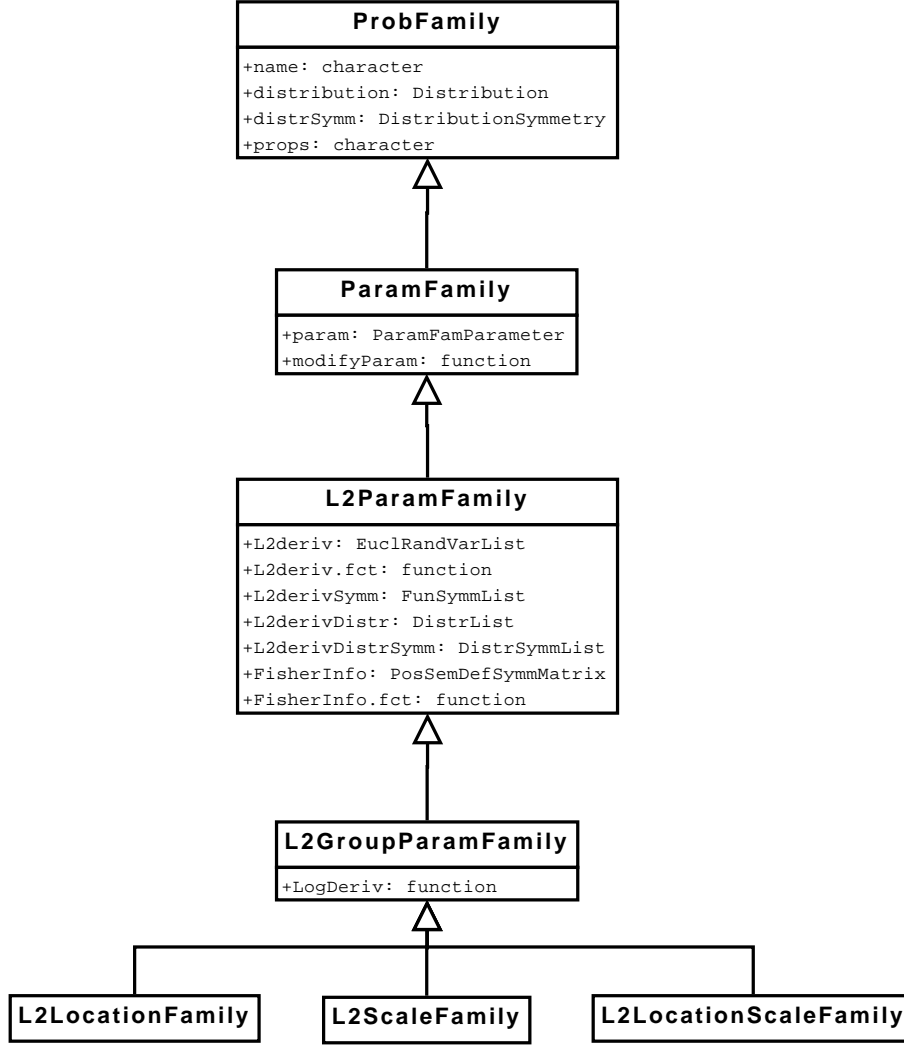 ProbFamily
+name: character
+distribution: Distribution
+distrSymm: DistributionSymmetry
+props: character
ParamFamily
+param: ParamFamParameter
+modifyParam: function
L2ParamFamily
+L2deriv: EuclRandVarList
+L2deriv.fct: function
+L2derivSymm: FunSymmList
+L2derivDistr: DistrList
+L2derivDistrSymm: DistrSymmList
+FisherInfo: PosSemDefSymmMatrix
+FisherInfo.fct: function
L2GroupParamFamily
+LogDeriv: function
L2LocationFamily
L2ScaleFamily
L2LocationScaleFamily